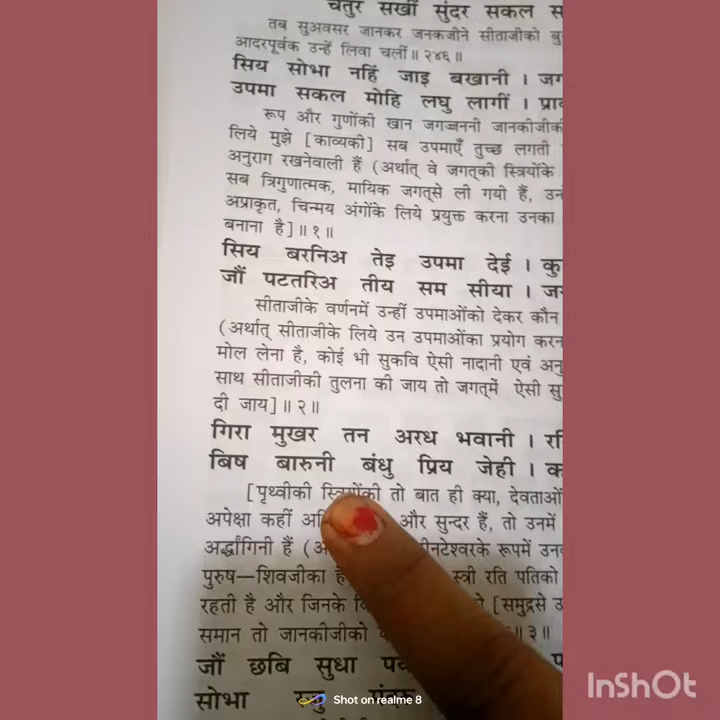 चतुर सखीं सुंदर सकल
तब सुअवसर जानकर जनकजीने सीताजीको
आदरपूर्वक उन्हें लिवा चलीं॥ २४६॥
सिय सोभा नहिं जाइ बखानी ।
उपमा सकल मोहि लघु लागीं ।
रूप और गुणोंकी खान जगज्जननी जानकीजीकी
लिये मुझे [काव्यकी] सब उपमाएँ तुच्छ लगती
अनुराग रखनेवाली हैं (अर्थात् वे जगत्की स्त्रियोंके
सब त्रिगुणात्मक, मायिक जगत्से ली गयी हैं,
अप्राकृत, चिन्मय अंगोंके लिये प्रयुक्त करना उनका
बनाना है]॥ १॥
सिय बरनिअ तेइ उपमा देई ।
जौं पटतरिअ तीय सम सीया ।
सीताजीके वर्णनमें उन्हीं उपमाओंको देकर कौन
(अर्थात् सीताजीके लिये उन उपमाओंका प्रयोग
मोल लेना है, कोई भी सुकवि ऐसी नादानी एवं
साथ सीताजीकी तुलना की जाय तो जगत्में ऐसी
दी जाय]॥ २॥
गिरा मुखर तन अरध भवानी ।
बिष बारुनी बंधु प्रिय जेही ।
[पृथ्वीकी स्त्रियोंकी तो बात ही क्या, देवताओं
अपेक्षा कहीं और सुन्दर हैं, तो उनमें
अर्द्धांगिनी हैं के रूपमें
पुरुष—शिवजीका स्त्री रति पतिको
रहती है और जिनके [समुद्रसे
समान तो जानकीजीको ॥ ३॥
जौं छबि सुधा
सोभा
Shot on realme 8
InShOt